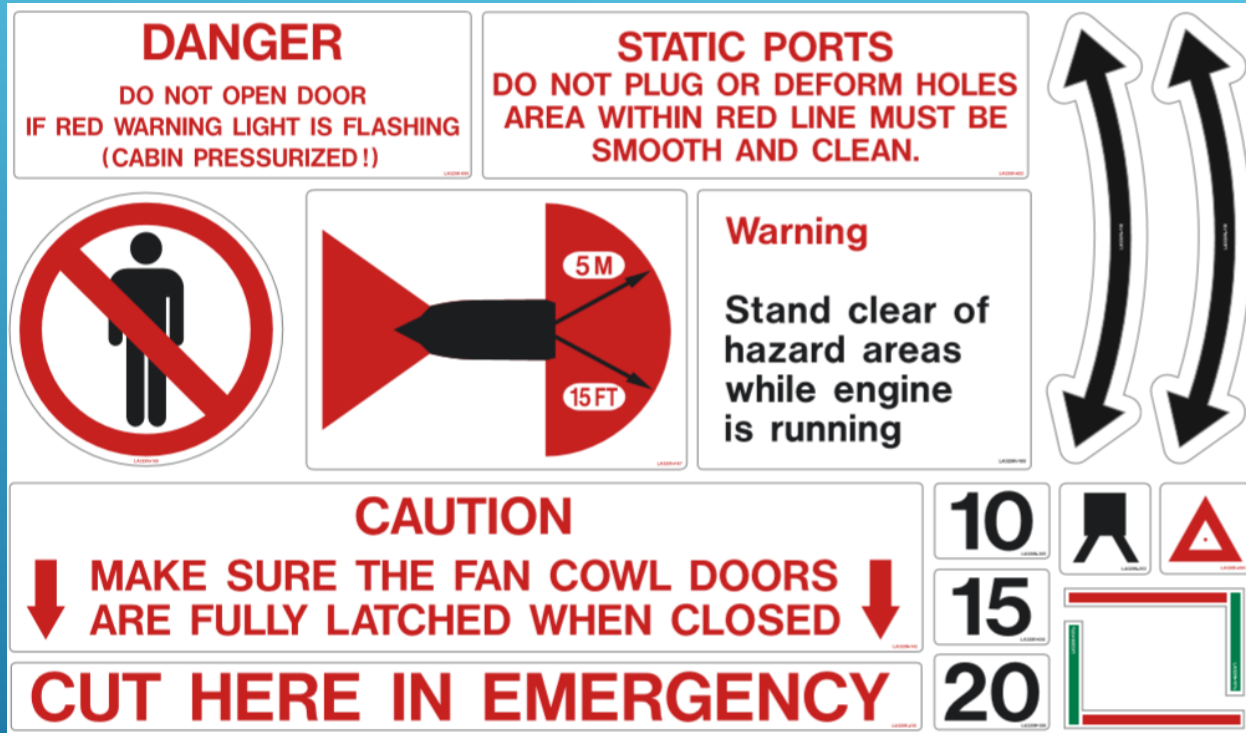 DANGER
DO NOT OPEN DOOR
IF RED WARNING LIGHT IS FLASHING
(CABIN PRESSURIZED!)
STATIC PORTS
DO NOT PLUG OR DEFORM HOLES
AREA WITHIN RED LINE MUST BE
SMOOTH AND CLEAN.
5 M
15 FT
Warning
Stand clear of
hazard areas
while engine
is running
CAUTION
MAKE SURE THE FAN COWL DOORS
ARE FULLY LATCHED WHEN CLOSED
10
15
20
CUT HERE IN EMERGENCY